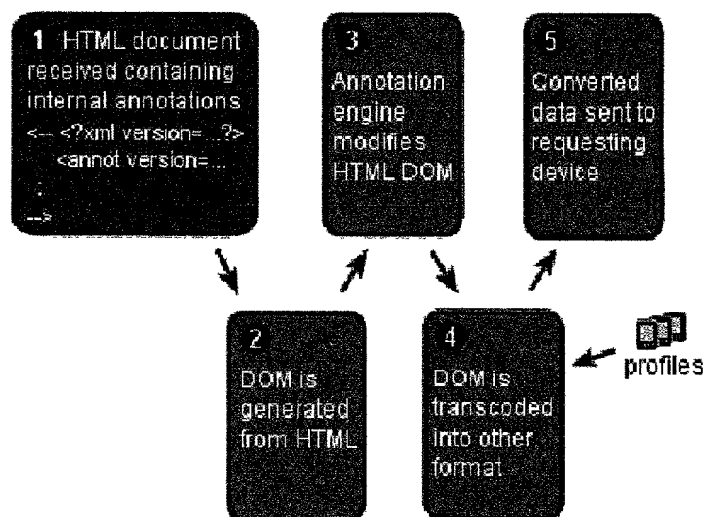 1 HTML document
received containing
internal annotations
<-- <?xml version=...?>
<annot version=...
:
-->
2
DOM is
generated
from HTML
3
Annotation
engine
modifies
HTML DOM
4
DOM is
transcoded
into other
format
profiles
5
Converted
data sent to
requesting
device